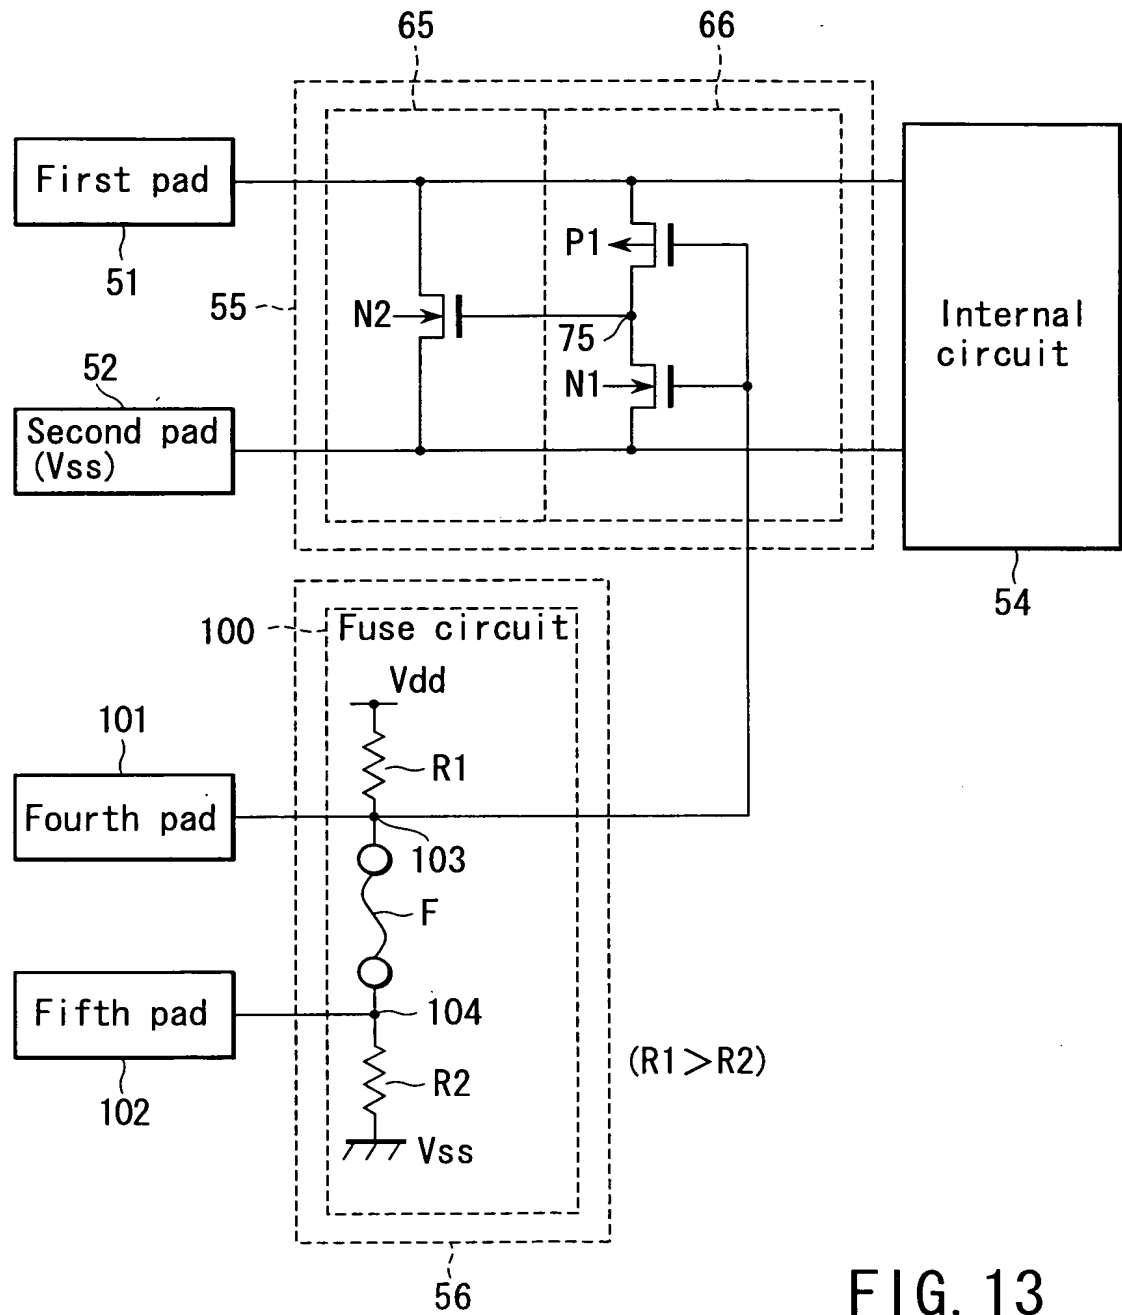 65
66
First pad
51
55
P1
N2
75
N1
Internal
circuit
52
Second pad
(Vss)
54
100
Fuse circuit
Vdd
101
R1
Fourth pad
103
F
Fifth pad
104
(R1>R2)
R2
102
Vss
56
FIG. 13